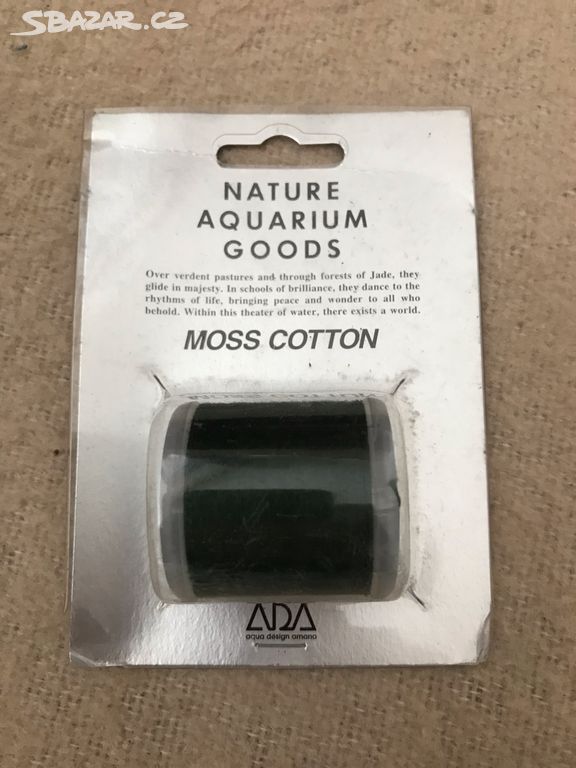 SBAZAR.CZ
NATURE
AQUARIUM
GOODS
Over verdent pastures and through forests of Jade, they
glide in majesty. In schools of brilliance, they dance to the
rhythms of life, bringing peace and wonder to all who
behold. Within this theater of water, there exists a world.
MOSS COTTON
MOSS COTTON
ADA
aqua design amano